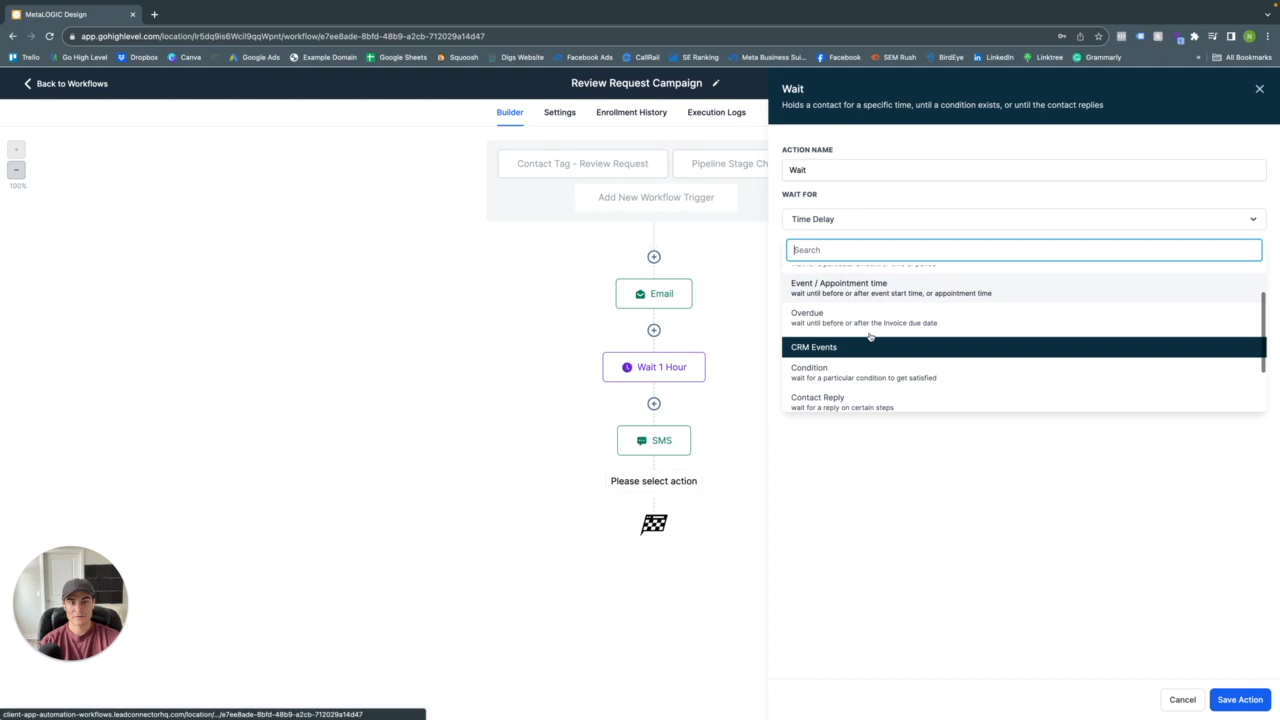 MetaLOGIC Design
app.gohighlevel.com/location/lr5dq9is6Wcil9qqWpnt/workflow/e7ee8ade-8bfd-48b9-a2cb-712029a14d47
Trello Go High Level Dropbox Canva Google Ads Example Domain Google Sheets Squoosh Digs Website Facebook Ads CallRail SE Ranking Meta Business Sui... Facebook SEM Rush BirdEye LinkedIn Linktree Grammarly » All Bookmarks
Back to Workflows
Review Request Campaign
Builder Settings Enrollment History Execution Logs
100%
Contact Tag - Review Request
Pipeline Stage Ch
Add New Workflow Trigger
Email
Wait 1 Hour
SMS
Please select action
Wait
Holds a contact for a specific time, until a condition exists, or until the contact replies
ACTION NAME
Wait
WAIT FOR
Time Delay
Search
Event / Appointment time
wait until before or after event start time, or appointment time
Overdue
wait until before or after the Invoice due date
CRM Events
Condition
wait for a particular condition to get satisfied
Contact Reply
wait for a reply on certain steps
Cancel
Save Action
client-app-automation-workflows.leadconnectorhq.com/location/.../e7ee8ade-8bfd-48b9-a2cb-712029a14d47